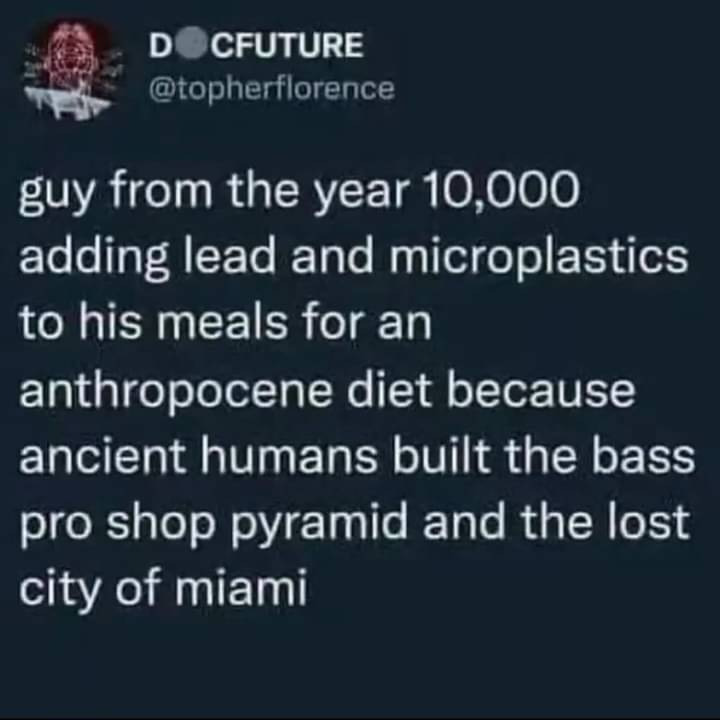 D●CFUTURE
@topherflorence
guy from the year 10,000
adding lead and microplastics
to his meals for an
anthropocene diet because
ancient humans built the bass
pro shop pyramid and the lost
city of miami